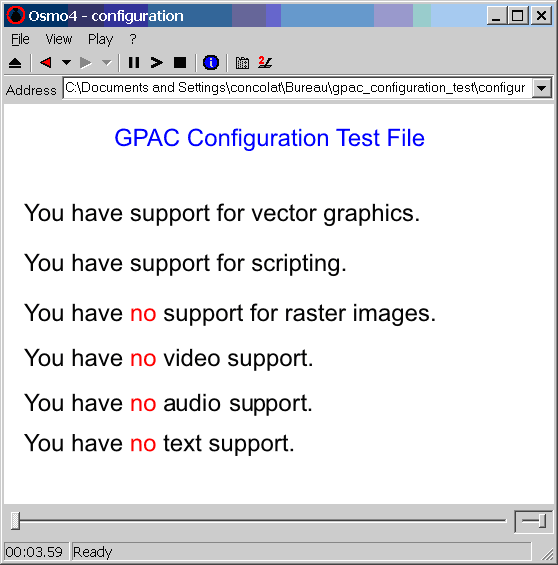 Osmo4 - configuration
File View Play ?
Address C:\Documents and Settings\concolat\Bureau\gpac_configuration_test\configur
GPAC Configuration Test File
You have support for vector graphics.
You have support for scripting.
You have no support for raster images.
You have no video support.
You have no audio support.
You have no text support.
00:03.59 Ready